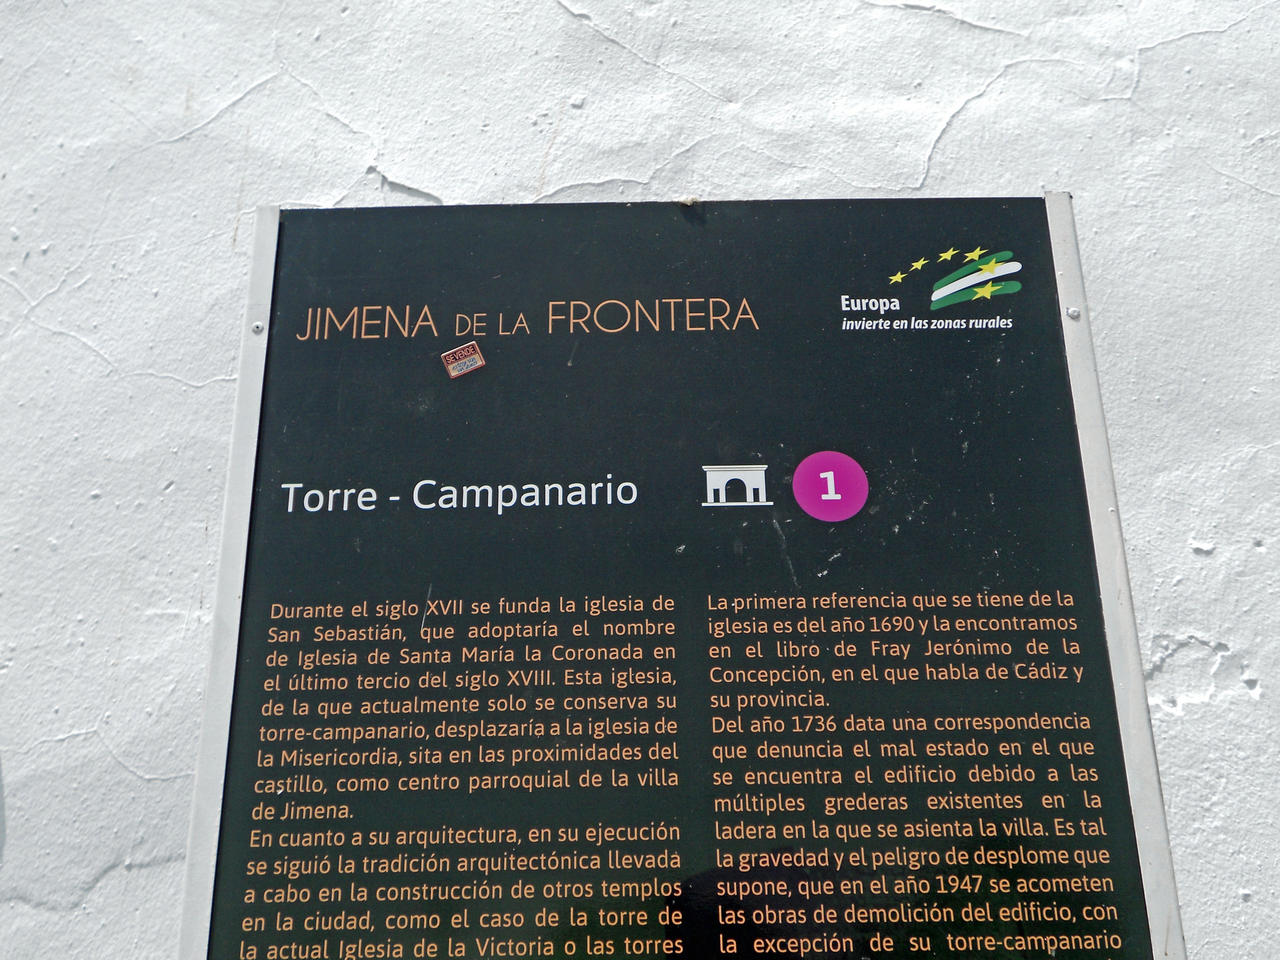 JIMENA DE LA FRONTERA
Europa
invierte en las zonas rurales
SE VENDE
Torre - Campanario
1
Durante el siglo XVII se funda la iglesia de
San Sebastián, que adoptaría el nombre
de Iglesia de Santa María la Coronada en
el último tercio del siglo XVIII. Esta iglesia,
de la que actualmente solo se conserva su
torre-campanario, desplazaría a la iglesia de
la Misericordia, sita en las proximidades del
castillo, como centro parroquial de la villa
de Jimena.
En cuanto a su arquitectura, en su ejecución
se siguió la tradición arquitectónica llevada
a cabo en la construcción de otros templos
en la ciudad, como el caso de la torre de
la actual Iglesia de la Victoria o las torres
La primera referencia que se tiene de la
iglesia es del año 1690 y la encontramos
en el libro de Fray Jerónimo de la
Concepción, en el que habla de Cádiz y
su provincia.
Del año 1736 data una correspondencia
que denuncia el mal estado en el que
se encuentra el edificio debido a las
múltiples grederas existentes en la
ladera en la que se asienta la villa. Es tal
la gravedad y el peligro de desplome que
supone, que en el año 1947 se acometen
las obras de demolición del edificio, con
la excepción de su torre-campanario